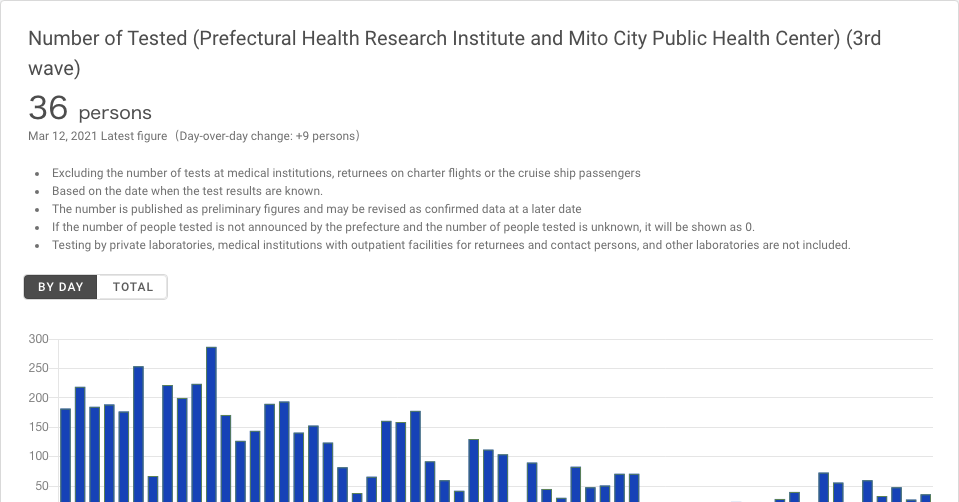 Number of Tested (Prefectural Health Research Institute and Mito City Public Health Center) (3rd
wave)
36 persons
Mar 12, 2021 Latest figure（Day-over-day change: +9 persons）
• Excluding the number of tests at medical institutions, returnees on charter flights or the cruise ship passengers
• Based on the date when the test results are known.
• The number is published as preliminary figures and may be revised as confirmed data at a later date
• If the number of people tested is not announced by the prefecture and the number of people tested is unknown, it will be shown as 0.
• Testing by private laboratories, medical institutions with outpatient facilities for returnees and contact persons, and other laboratories are not included.
BY DAY TOTAL
300
250
200
150
100
50